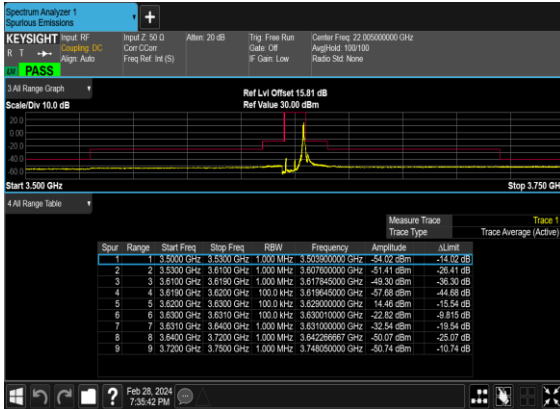 Spectrum Analyzer 1
Spurious Emissions
+
KEYSIGHT Input: RF Input Z: 50 Ω Atten: 20 dB Trig: Free Run Center Freq: 22.005000000 GHz
R T Coupling: DC Corr CCorr Gate: Off Avg|Hold: 100/100
Align: Auto Freq Ref: Int (S) IF Gain: Low Radio Std: None
PASS
3 All Range Graph Ref Lvl Offset 15.81 dB
Scale/Div 10.0 dB Ref Value 30.00 dBm
20.0
0.00
-20.0
-40.0
Start 3.500 GHz Stop 3.750 GHz
4 All Range Table
Measure Trace Trace 1
Trace Type Trace Average (Active)
Spur Range Start Freq Stop Freq RBW Frequency Amplitude ΔLimit
1 1 3.5000 GHz 3.5300 GHz 1.000 MHz 3.503900000 GHz -54.02 dBm -14.02 dB
2 2 3.5300 GHz 3.6100 GHz 1.000 MHz 3.607600000 GHz -51.41 dBm -26.41 dB
3 3 3.6100 GHz 3.6190 GHz 1.000 MHz 3.617845000 GHz -49.30 dBm -36.30 dB
4 4 3.6190 GHz 3.6200 GHz 100.0 kHz 3.619645000 GHz -57.68 dBm -44.68 dB
5 5 3.6200 GHz 3.6300 GHz 100.0 kHz 3.629000000 GHz 14.46 dBm -15.54 dB
6 6 3.6300 GHz 3.6310 GHz 100.0 kHz 3.630010000 GHz -22.82 dBm -9.815 dB
7 7 3.6310 GHz 3.6400 GHz 1.000 MHz 3.631000000 GHz -32.54 dBm -19.54 dB
8 8 3.6400 GHz 3.7200 GHz 1.000 MHz 3.642266667 GHz -50.07 dBm -25.07 dB
9 9 3.7200 GHz 3.7500 GHz 1.000 MHz 3.748050000 GHz -50.74 dBm -10.74 dB
? Feb 28, 2024
7:35:42 PM